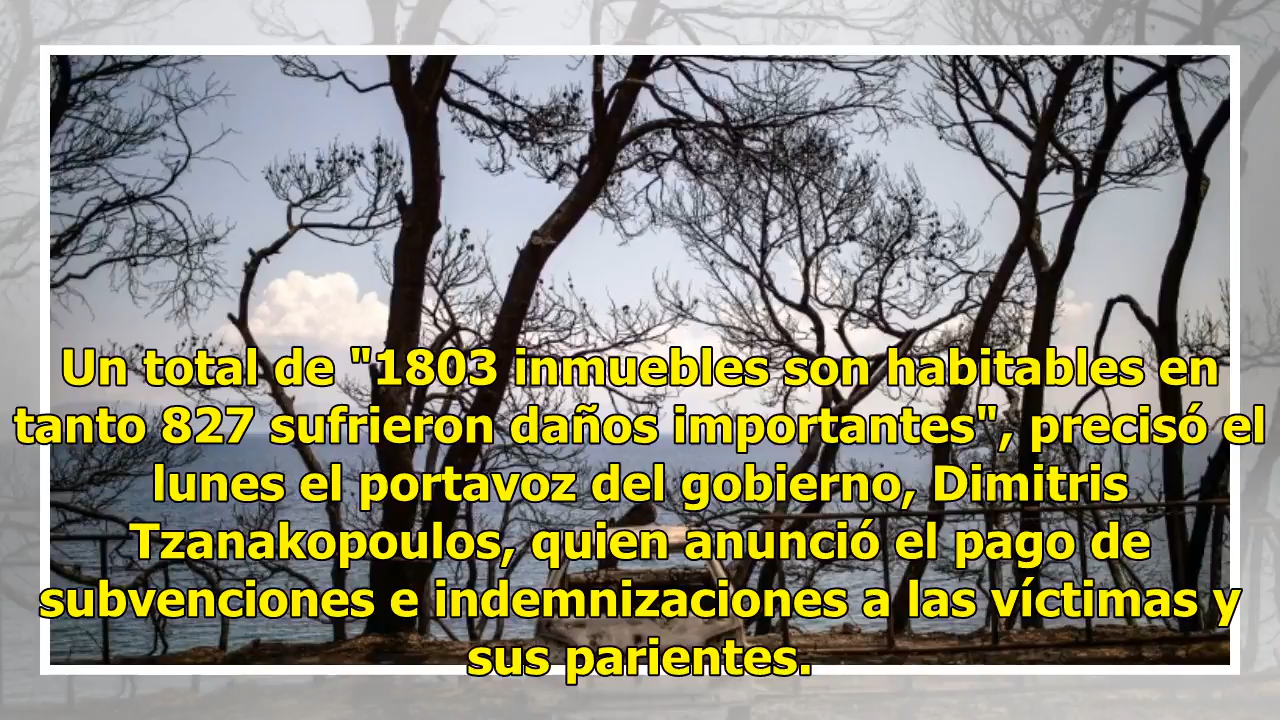 Un total de "1803 inmuebles son habitables en
tanto 827 sufrieron daños importantes", precisó el
lunes el portavoz del gobierno, Dimitris
Tzanakopoulos, quien anunció el pago de
subvenciones e indemnizaciones a las víctimas y
sus parientes.